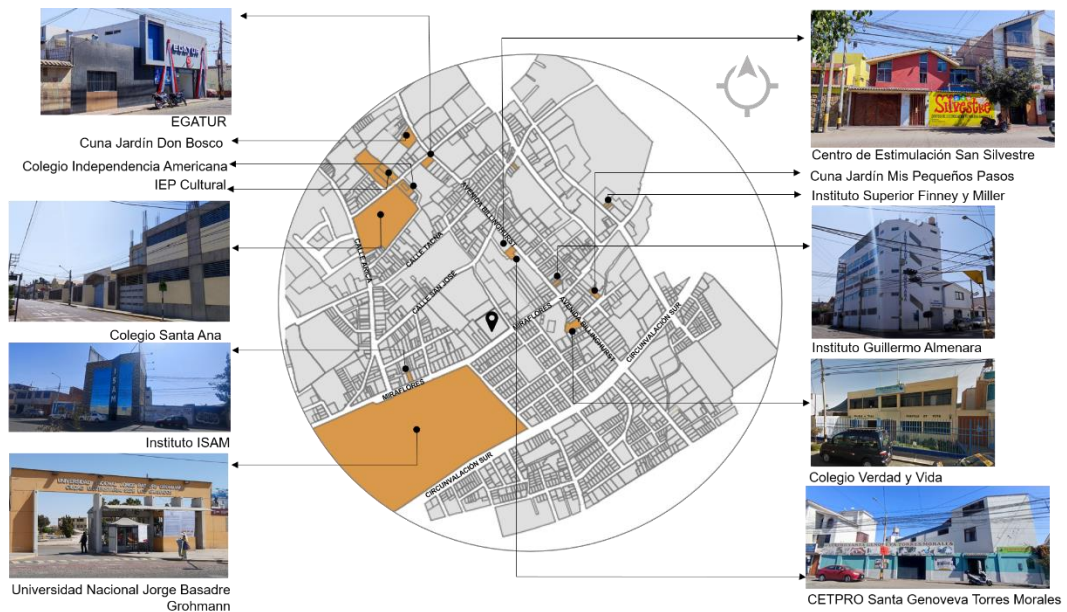 EGATUR
EGATUR
Cuna Jardín Don Bosco
Colegio Independencia Americana
IEP Cultural
Colegio Santa Ana
ISAM
Instituto ISAM
Universidad Nacional Jorge Basadre
Grohmann
AVENIDA BILLINGHURST
CALLE TACNA
CALLE ARICA
CALLE SAN JOSE
MIRAFLORES
AVENIDA BILLINGHURST
CIRCUNVALACION SUR
MIRAFLORES
CIRCUNVALACION SUR
Silvestre
Centro de Estimulación San Silvestre
Cuna Jardín Mis Pequeños Pasos
Instituto Superior Finney y Miller
Instituto Guillermo Almenara
Colegio Verdad y Vida
CETPRO Santa Genoveva Torres Morales